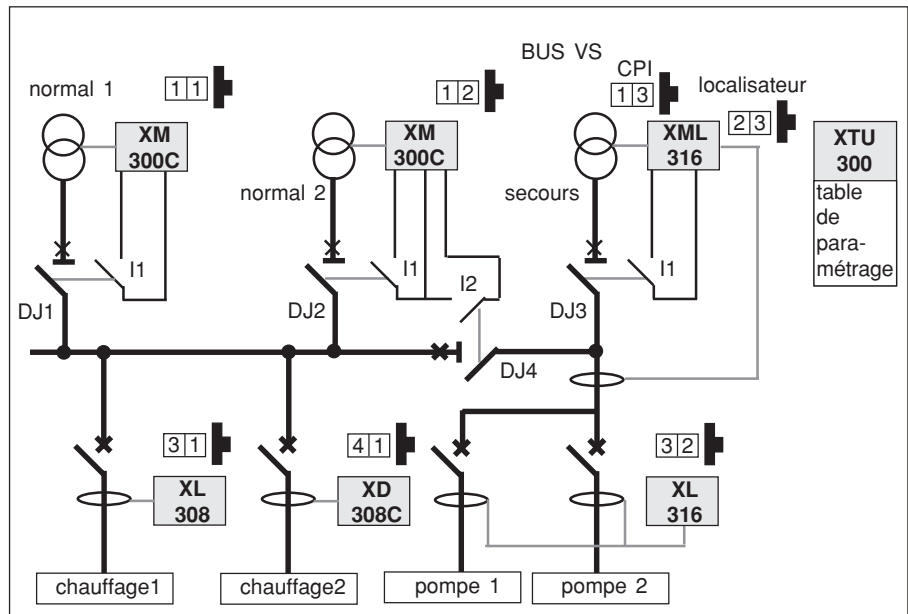 BUS VS
normal 1
1 1
1 2
CPI
1 3
localisateur
2 3
XM
300C
XM
300C
XML
316
XTU
300
table
de
para-
métrage
normal 2
secours
I1
I1
I2
I1
DJ1
DJ2
DJ3
DJ4
3 1
4 1
3 2
XL
308
XD
308C
XL
316
chauffage1
chauffage2
pompe 1
pompe 2